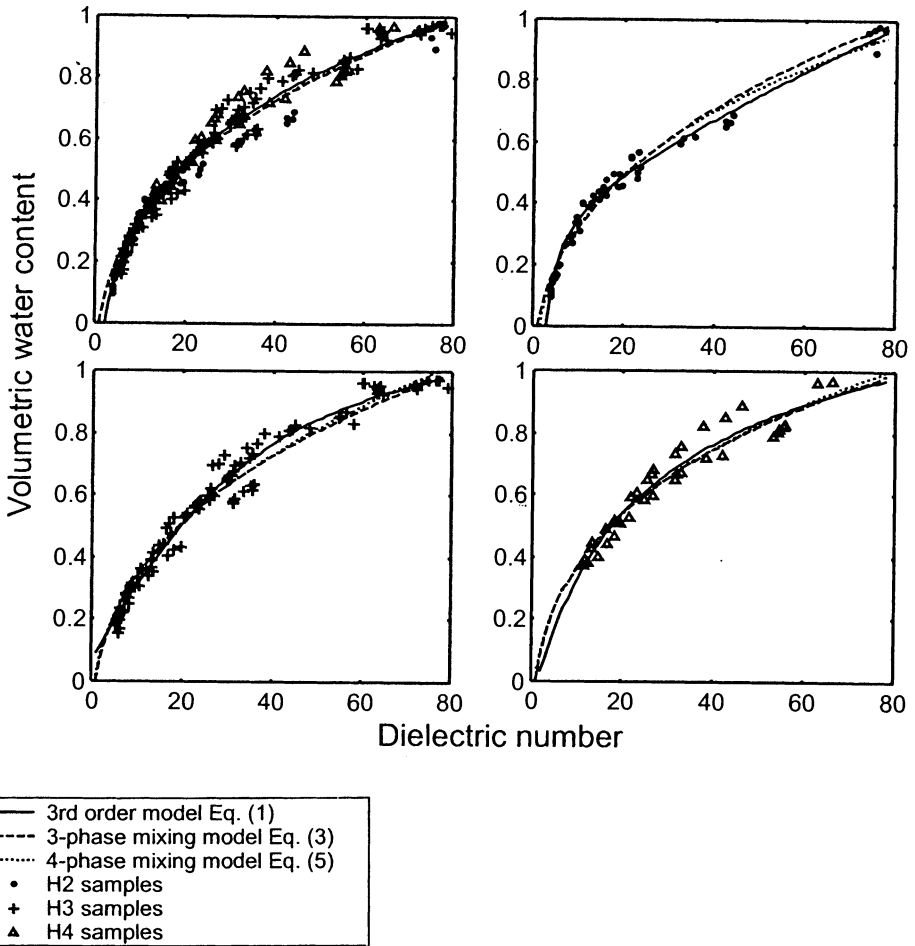 Volumetric water content
1
0.8
0.6
0.4
0.2
0
0 20 40 60 80
1
0.8
0.6
0.4
0.2
0
0 20 40 60 80
1
0.8
0.6
0.4
0.2
0
0 20 40 60 80
1
0.8
0.6
0.4
0.2
0
0 20 40 60 80
Dielectric number
3rd order model Eq. (1)
3-phase mixing model Eq. (3)
4-phase mixing model Eq. (5)
H2 samples
H3 samples
H4 samples